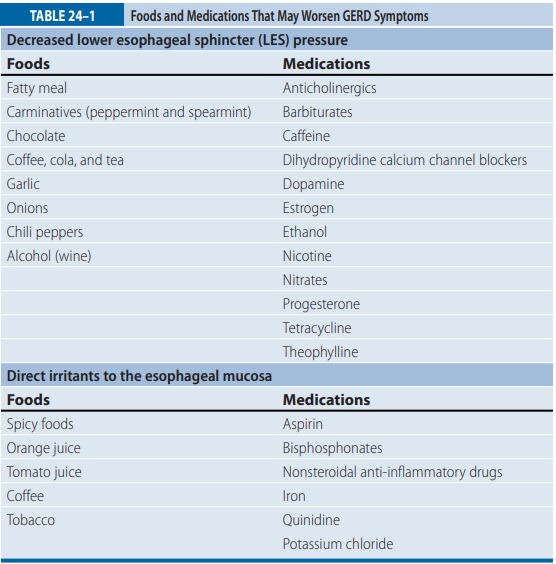 TABLE 24–1 Foods and Medications That May Worsen GERD Symptoms
Decreased lower esophageal sphincter (LES) pressure
Foods Medications
Fatty meal Anticholinergics
Carminatives (peppermint and spearmint) Barbiturates
Chocolate Caffeine
Coffee, cola, and tea Dihydropyridine calcium channel blockers
Garlic Dopamine
Onions Estrogen
Chili peppers Ethanol
Alcohol (wine) Nicotine
Nitrates
Progesterone
Tetracycline
Theophylline
Direct irritants to the esophageal mucosa
Foods Medications
Spicy foods Aspirin
Orange juice Bisphosphonates
Tomato juice Nonsteroidal anti-inflammatory drugs
Coffee Iron
Tobacco Quinidine
Potassium chloride